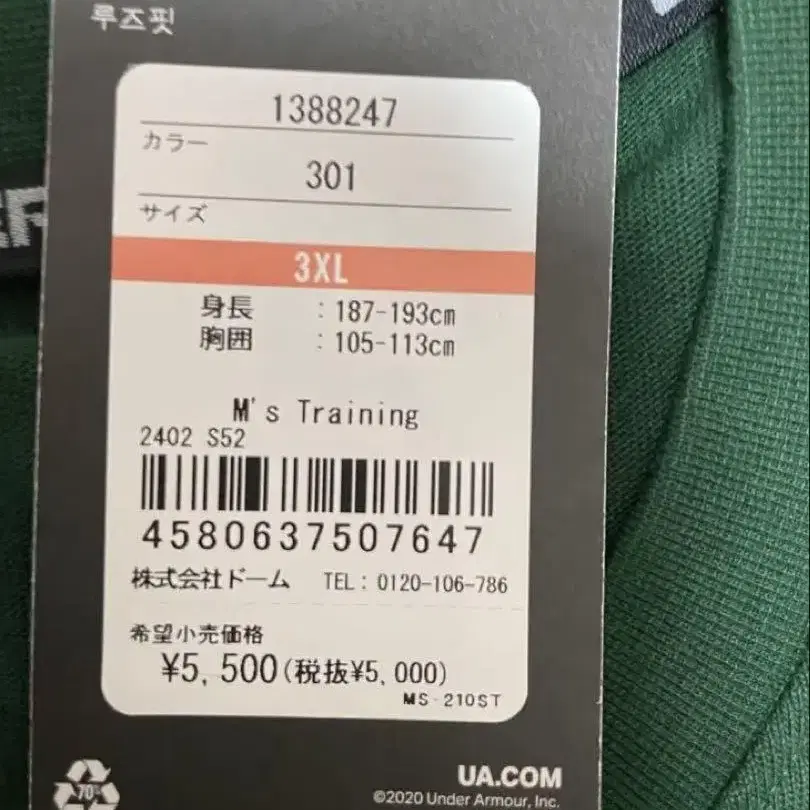 루즈핏
1388247
カラー
301
サイズ
3XL
身長 : 187-193cm
胸囲 : 105-113cm
M's Training
2402 S52
4580637507647
株式会社ドーム TEL: 0120-106-786
希望小売価格
¥5,500(税抜¥5,000)
MS-210ST
70
UA.COM
©2020 Under Armour, Inc.